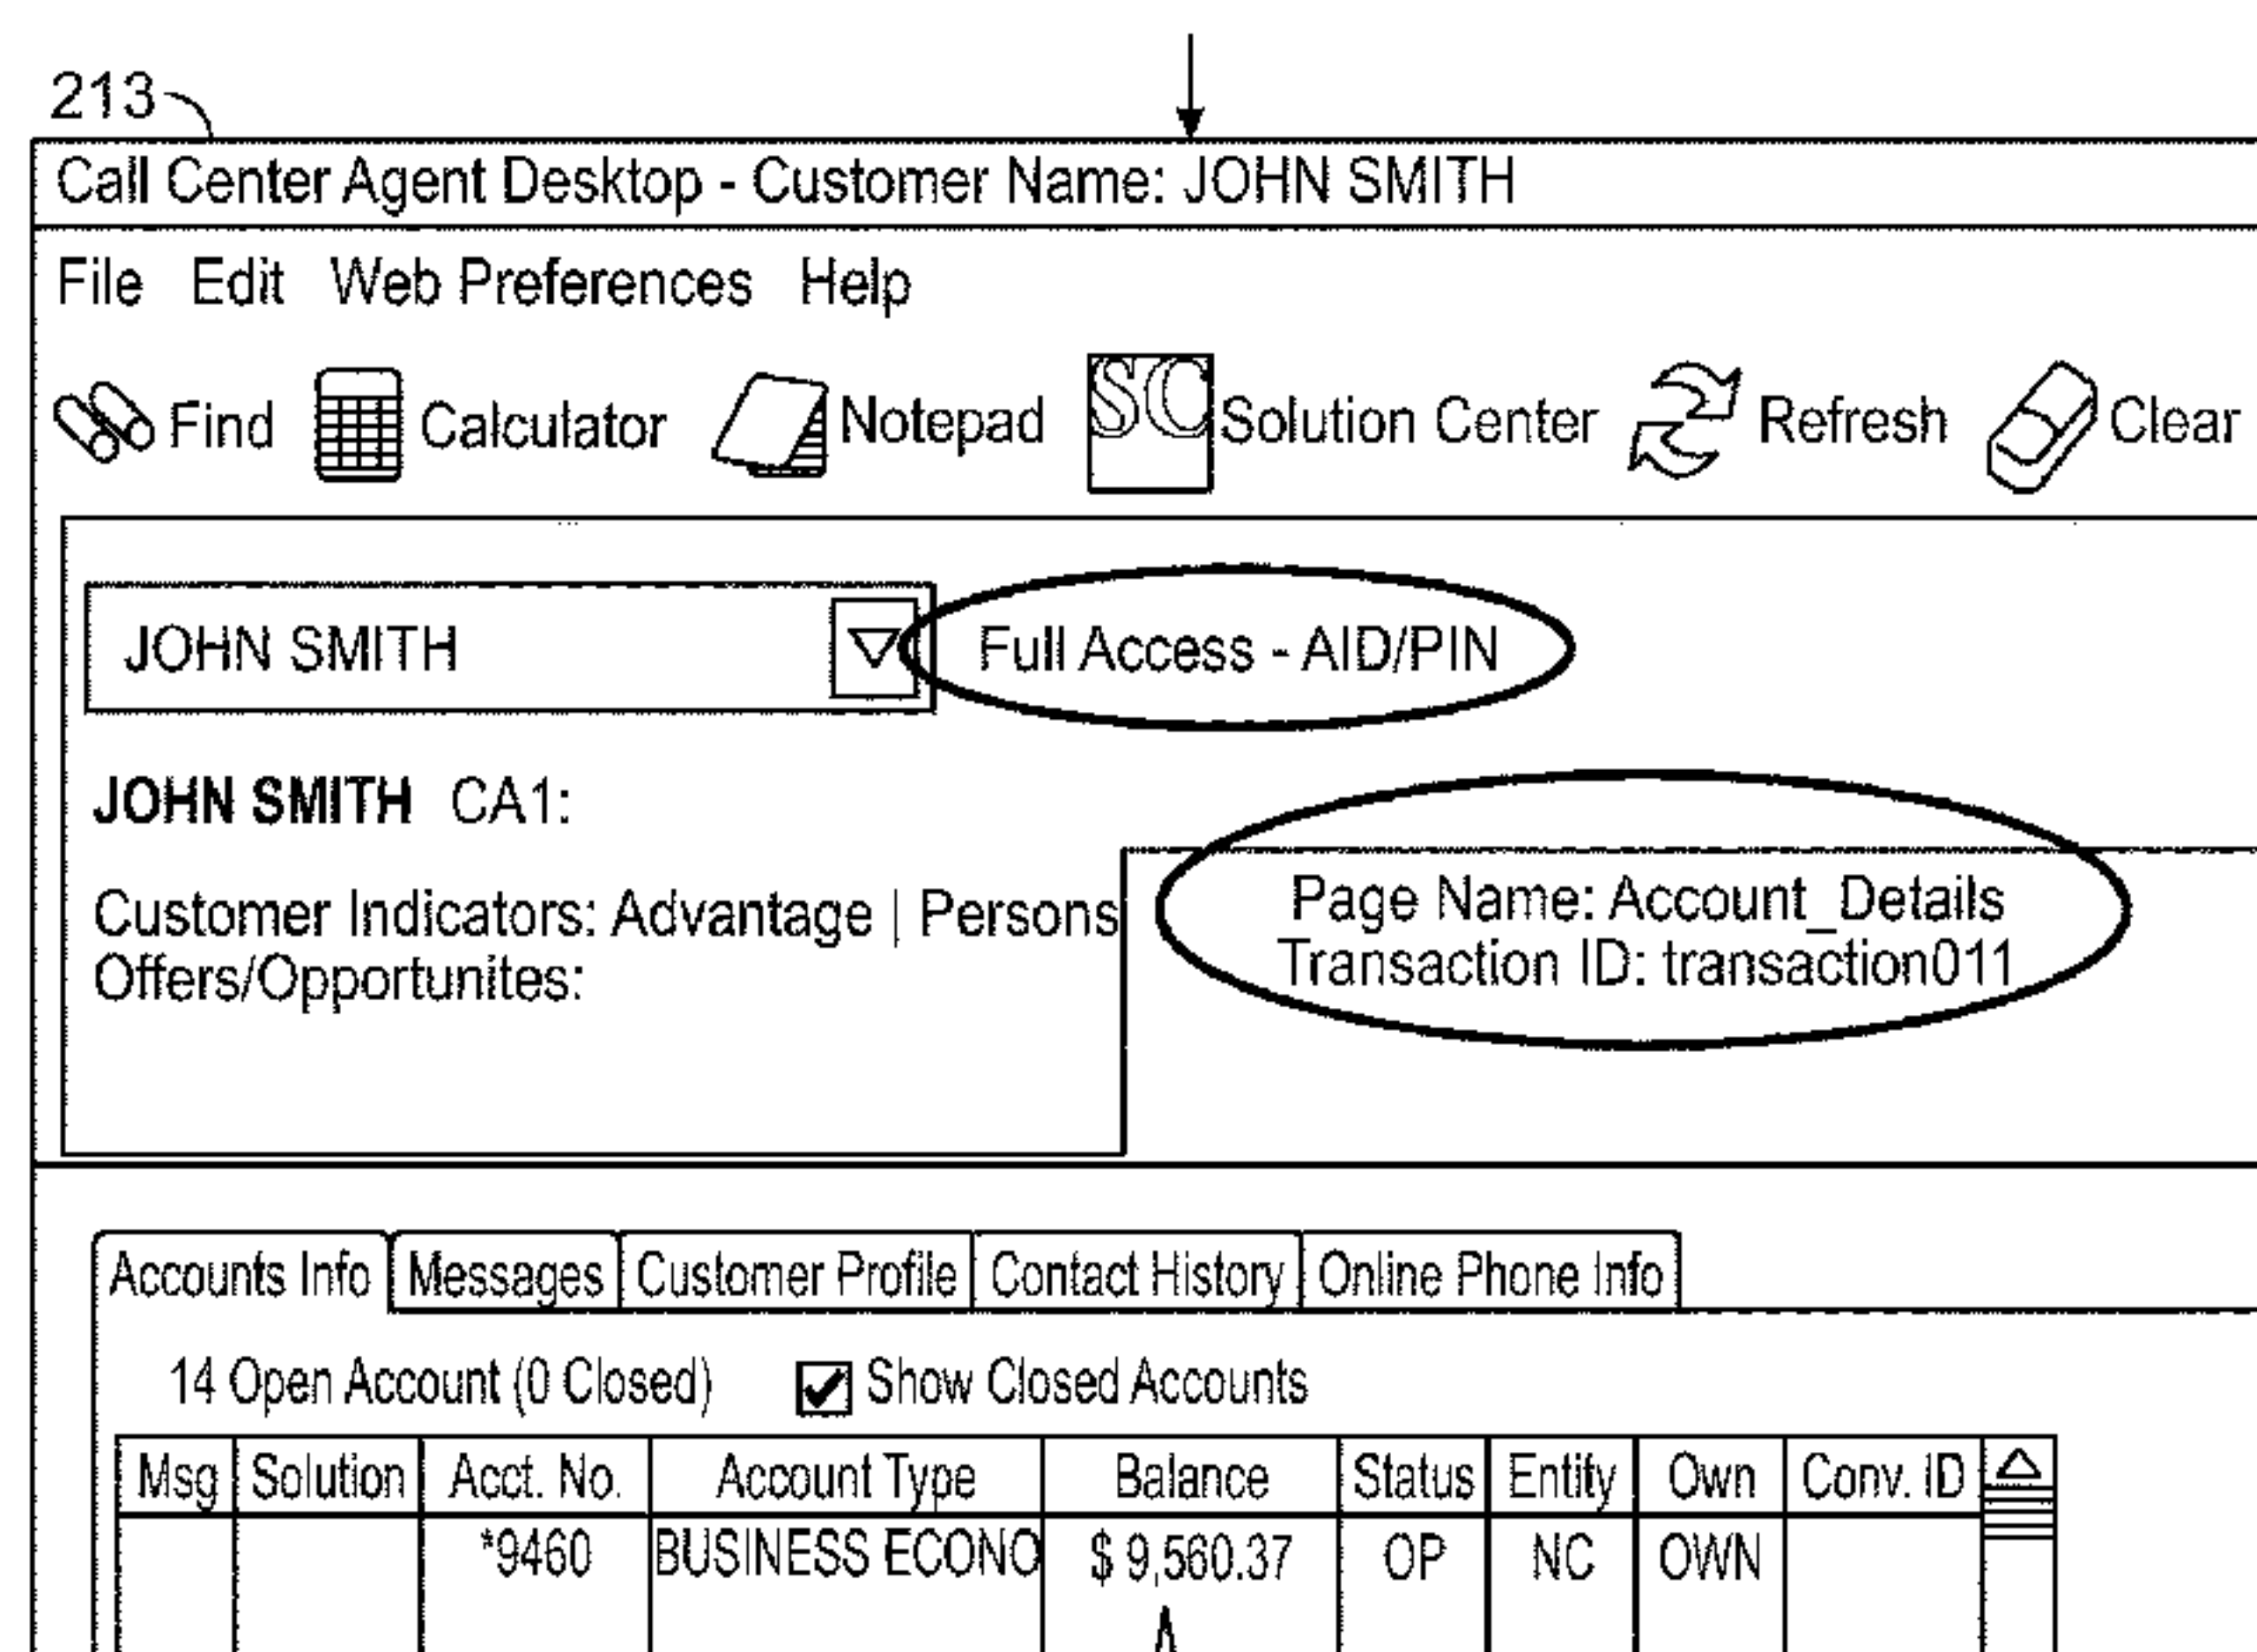 213
Call Center Agent Desktop - Customer Name: JOHN SMITH
File Edit Web Preferences Help
Find Calculator Notepad SC Solution Center Refresh Clear
JOHN SMITH Full Access - AID/PIN
JOHN SMITH CA1:
Customer Indicators: Advantage | Persons
Offers/Opportunites:
Page Name: Account_Details
Transaction ID: transaction011
Accounts Info Messages Customer Profile Contact History Online Phone Info
14 Open Account (0 Closed) Show Closed Accounts
Msg Solution Acct. No. Account Type Balance Status Entity Own Conv. ID
*9460 BUSINESS ECONO $ 9,560.37 OP NC OWN